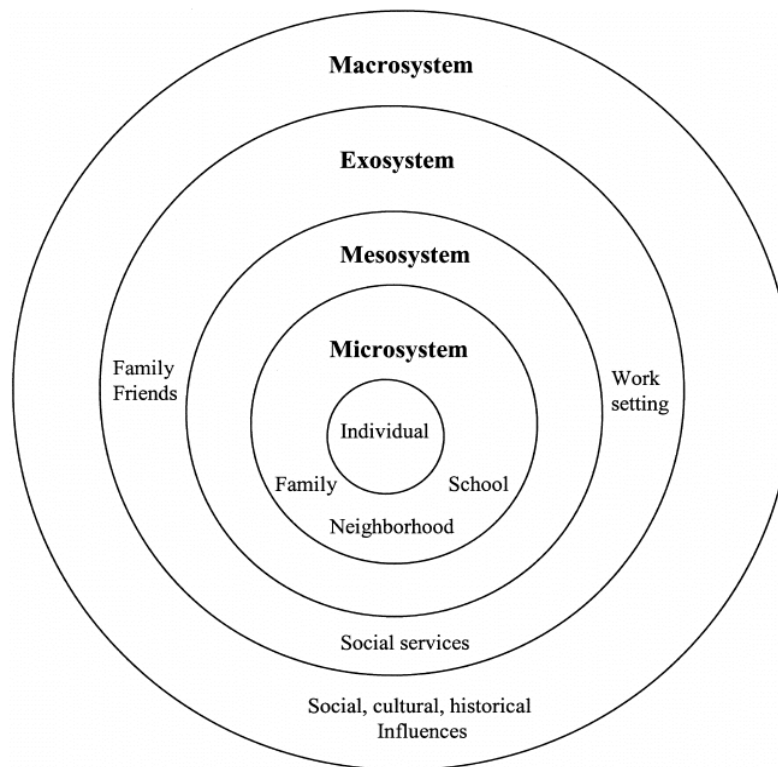 Macrosystem
Exosystem
Mesosystem
Microsystem
Family
Friends
Work
setting
Individual
Family
School
Neighborhood
Social services
Social, cultural, historical
Influences